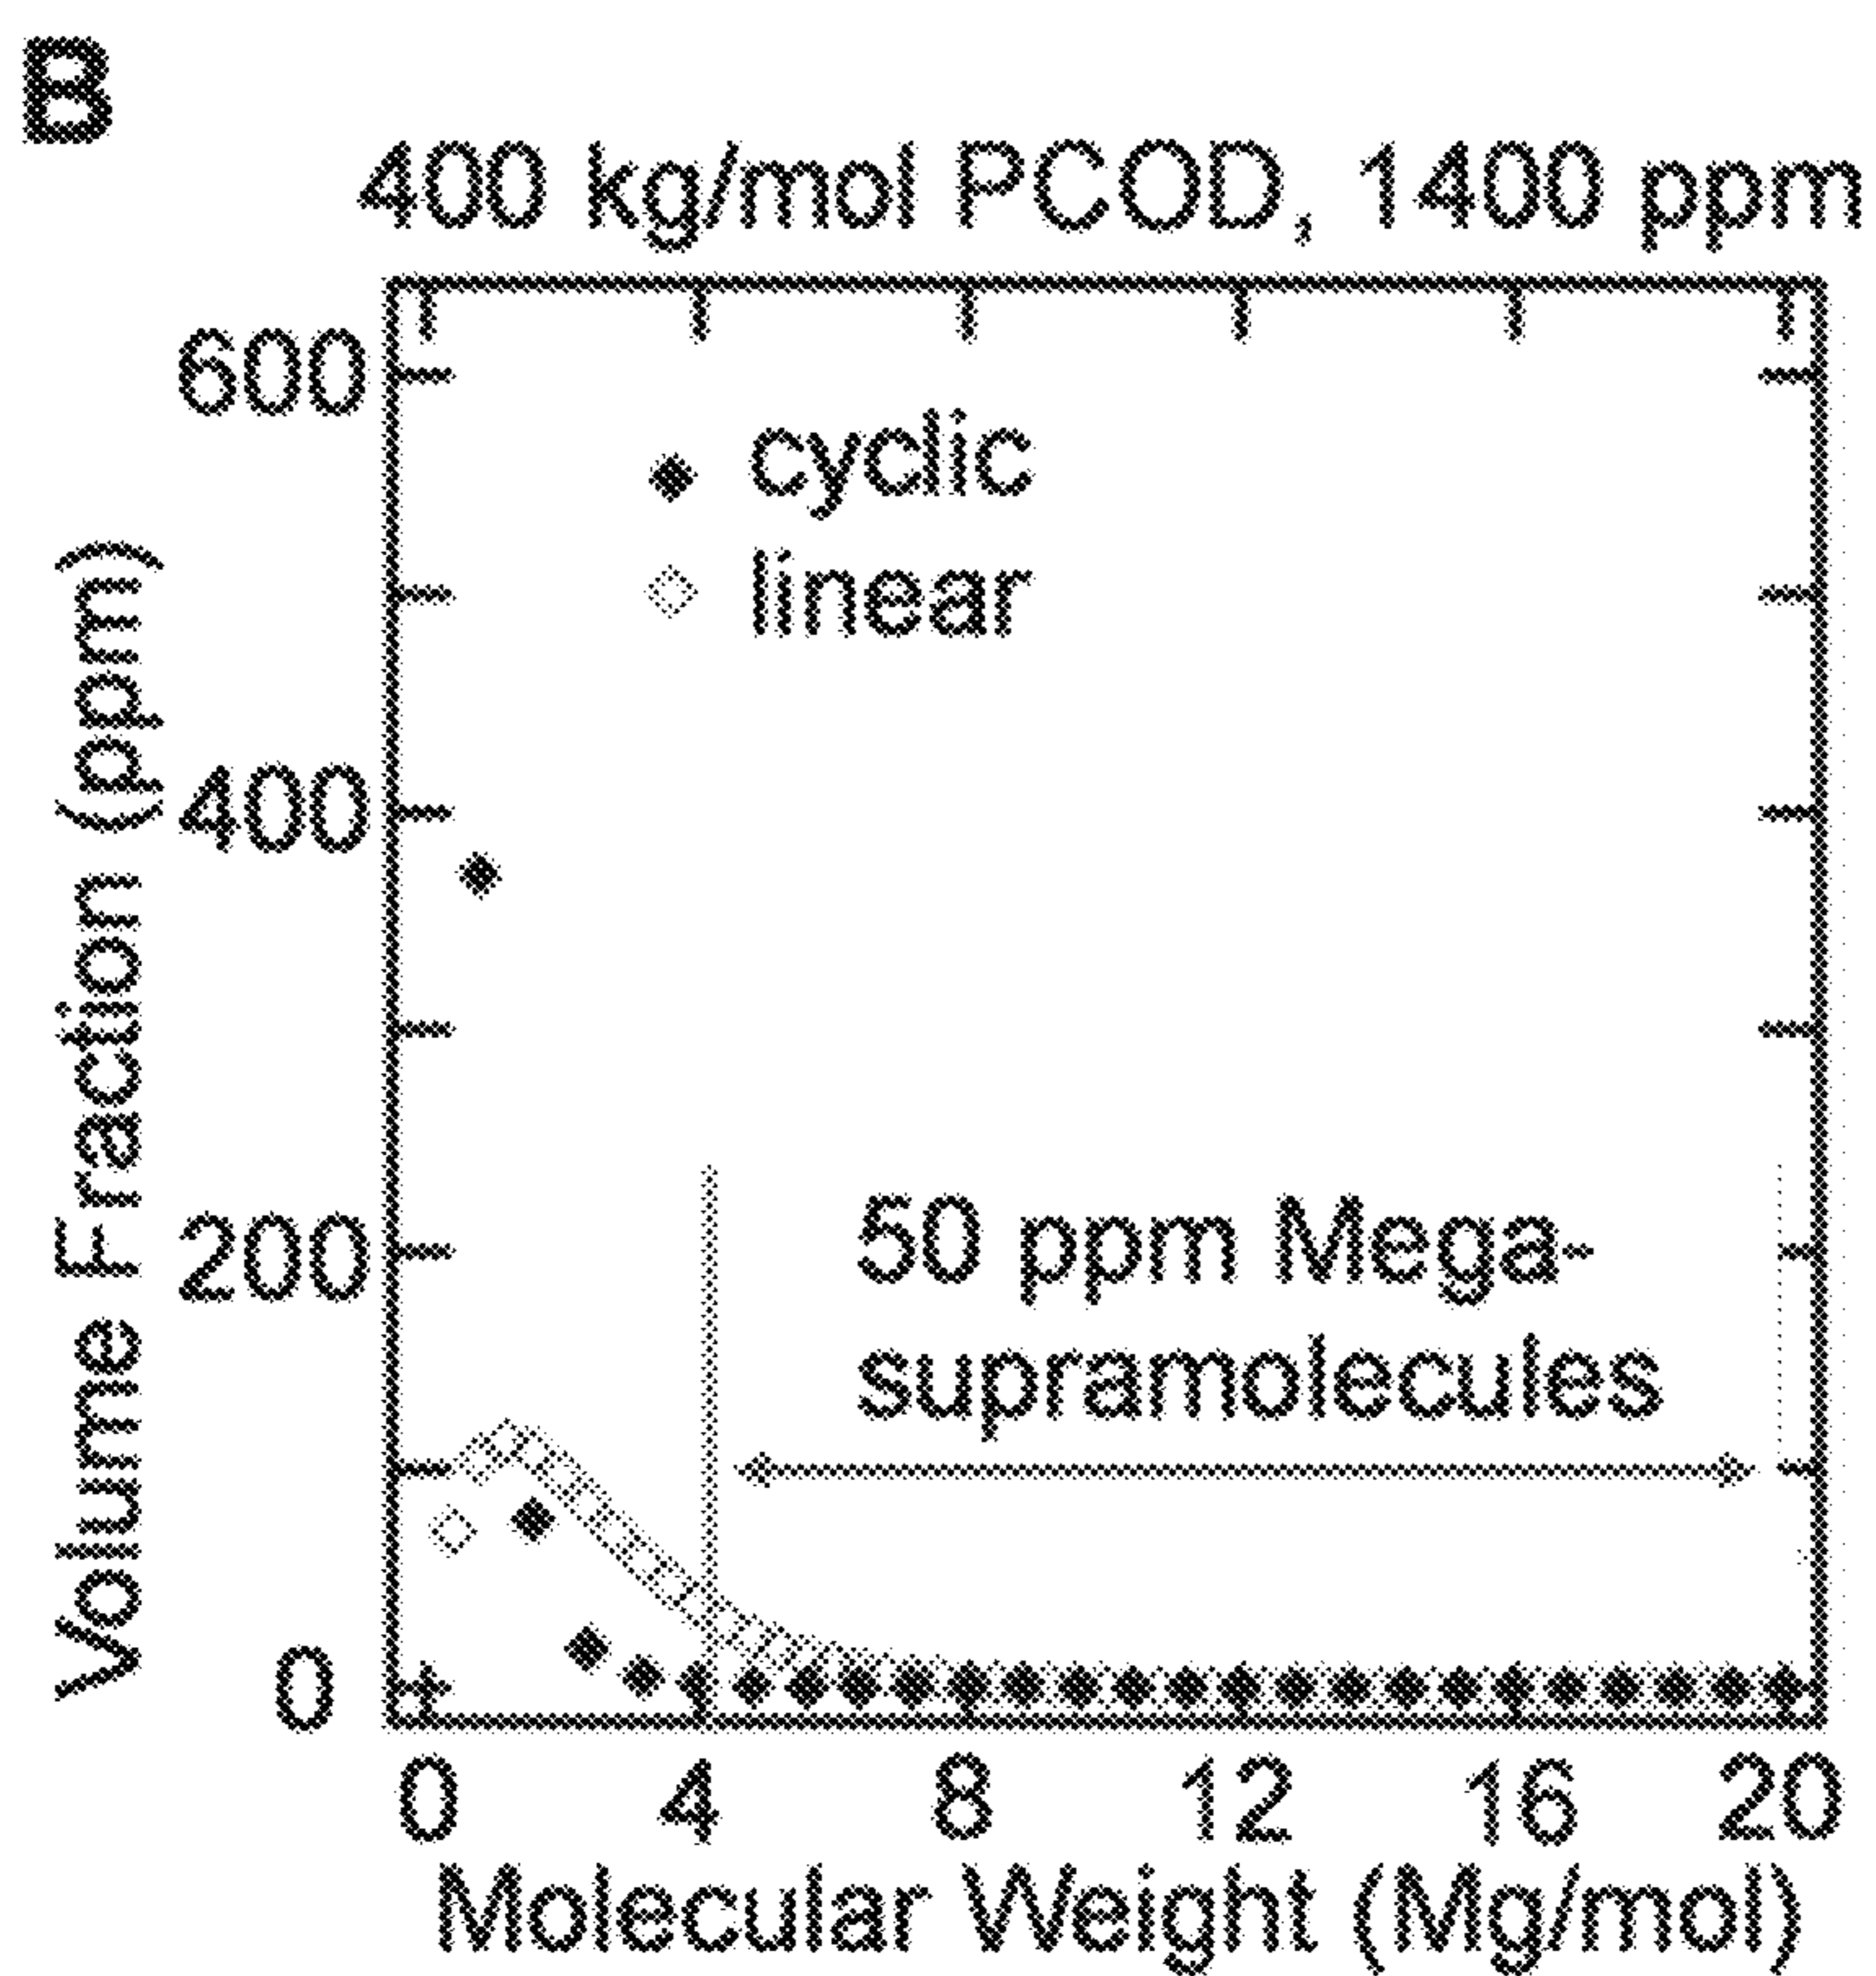 B
400 kg/mol PCOD, 1400 ppm
600
400
200
0
Volume Fraction (ppm)
cyclic
linear
50 ppm Mega-
supramolecules
0 4 8 12 16 20
Molecular Weight (Mg/mol)